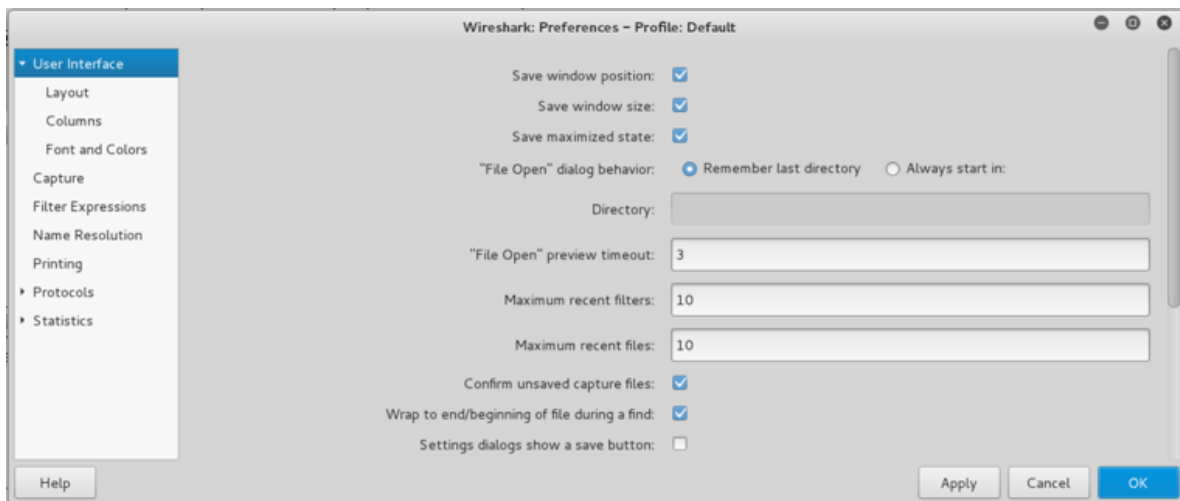 Wireshark: Preferences – Profile: Default
User Interface
Layout
Columns
Font and Colors
Capture
Filter Expressions
Name Resolution
Printing
Protocols
Statistics
Save window position:
Save window size:
Save maximized state:
"File Open" dialog behavior: Remember last directory Always start in:
Directory:
"File Open" preview timeout: 3
Maximum recent filters: 10
Maximum recent files: 10
Confirm unsaved capture files:
Wrap to end/beginning of file during a find:
Settings dialogs show a save button:
Help Apply Cancel OK